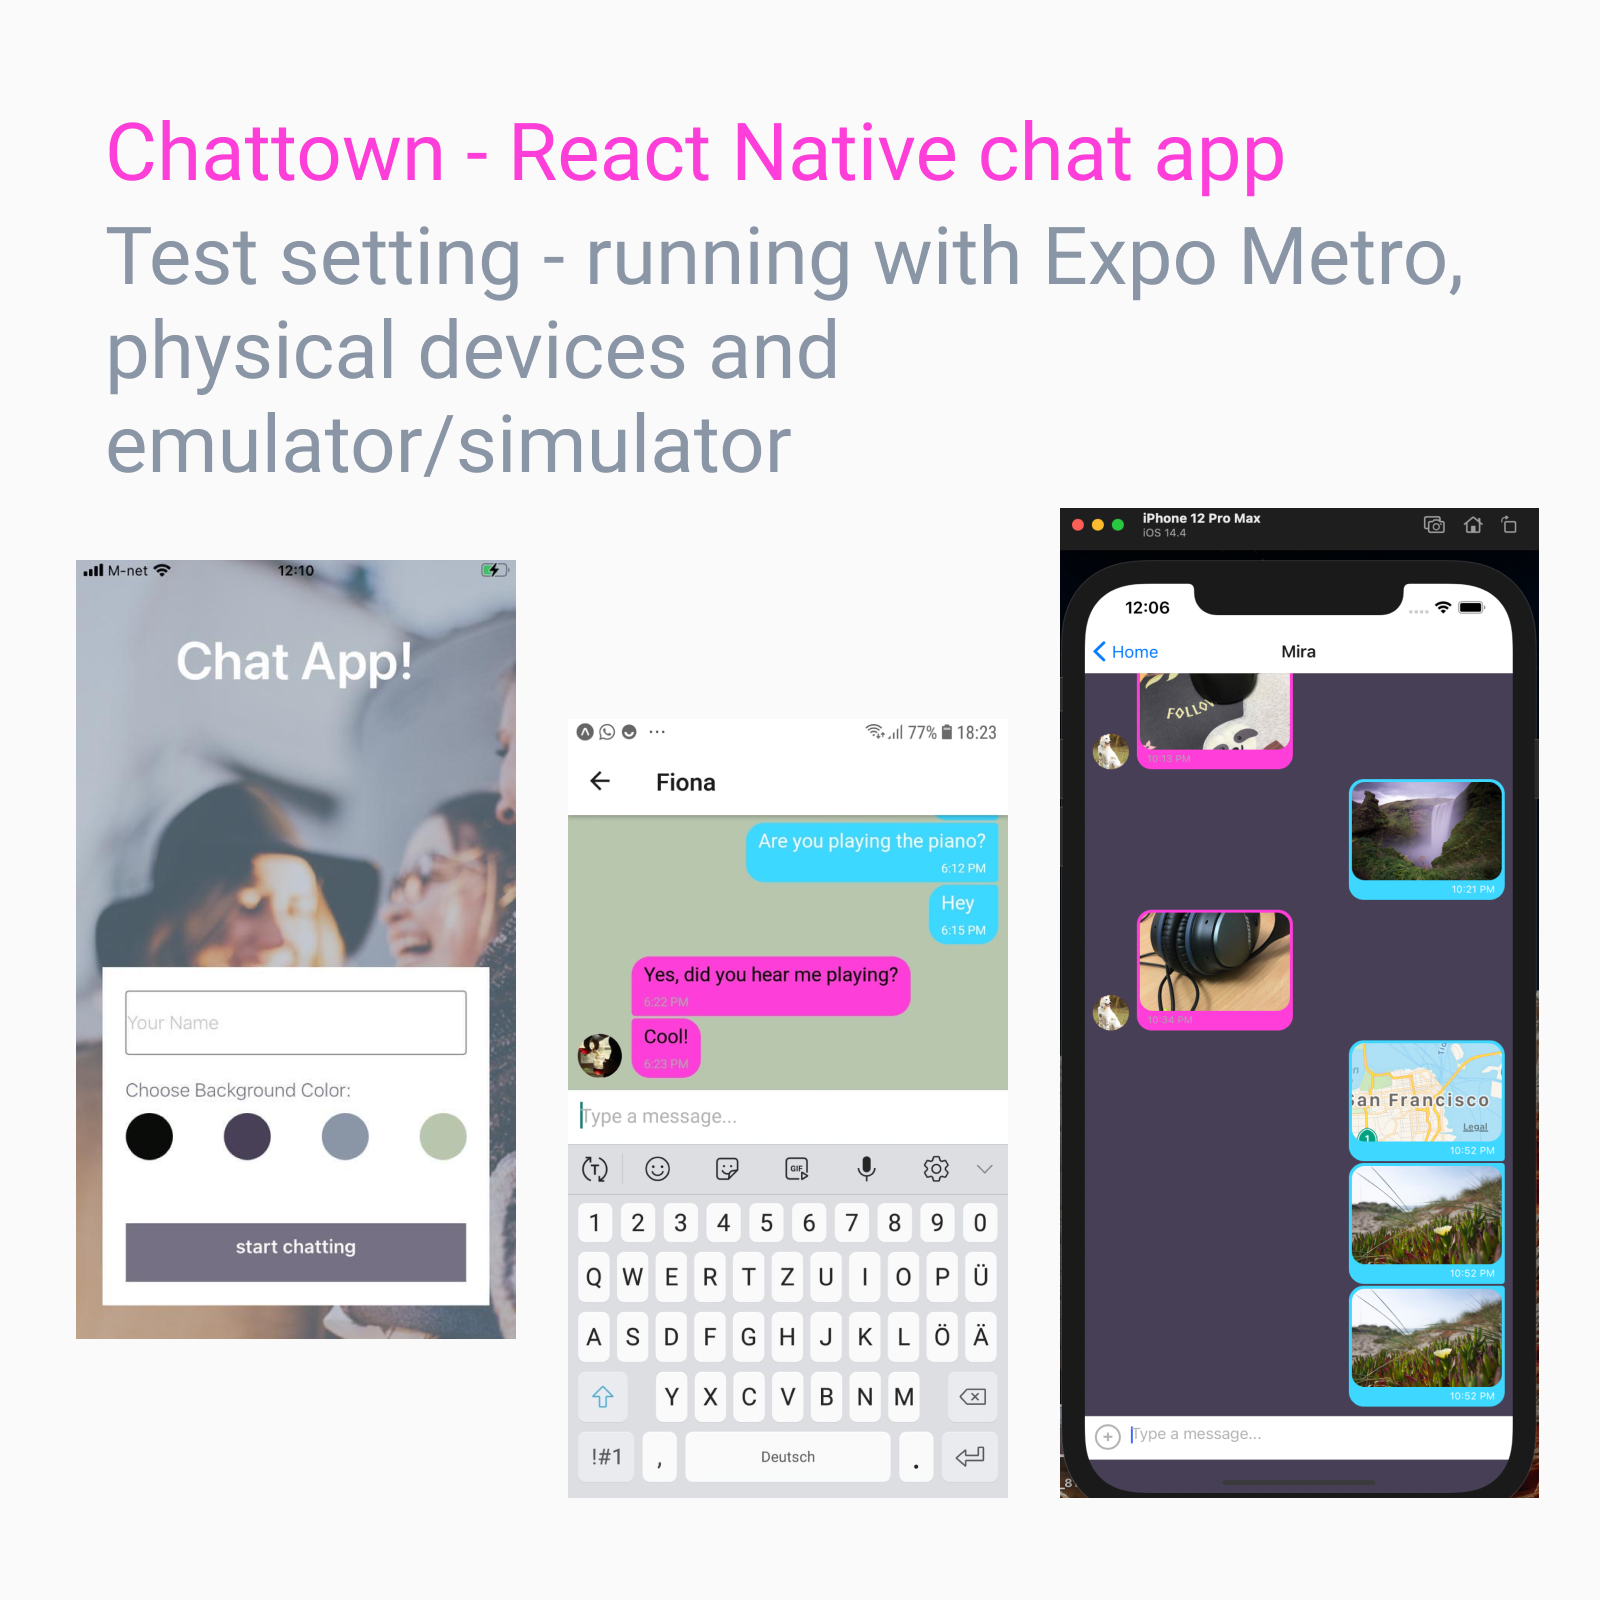 Chattown - React Native chat app
Test setting - running with Expo Metro,
physical devices and
emulator/simulator
M-net 12:10
Chat App!
Your Name
Choose Background Color:
start chatting
77% 18:23
Fiona
Are you playing the piano?
6:12 PM
Hey
6:15 PM
Yes, did you hear me playing?
6:22 PM
Cool!
6:23 PM
Type a message...
T GIF
1 2 3 4 5 6 7 8 9 0
Q W E R T Z U I O P Ü
A S D F G H J K L Ö Ä
Y X C V B N M
!#1 , Deutsch .
iPhone 12 Pro Max
iOS 14.4
12:06
Home Mira
10:13 PM
10:21 PM
10:34 PM
San Francisco
1 Legal
10:52 PM
10:52 PM
10:52 PM
Type a message...